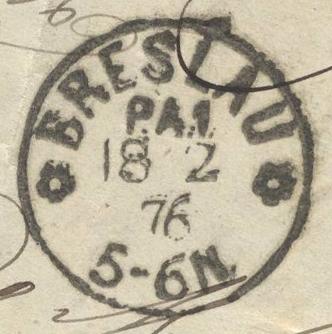 BRESLAU
P.A.1
18 2
76
5-6N